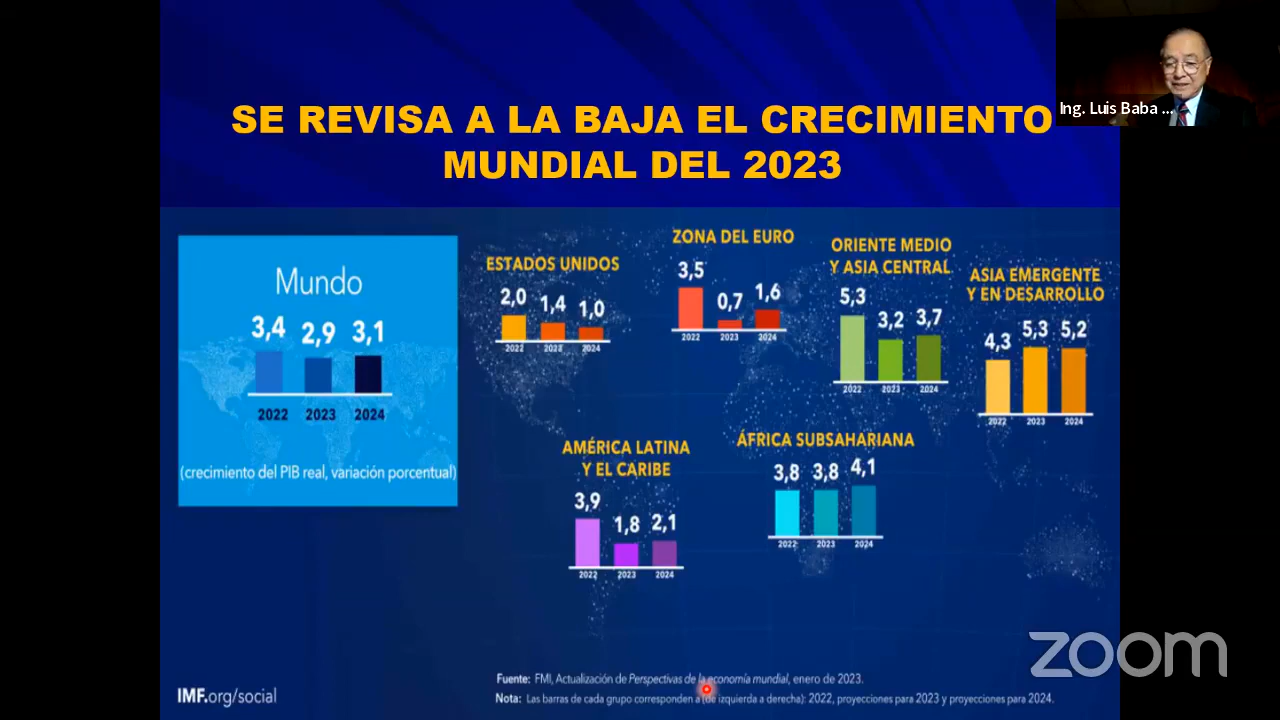 SE REVISA A LA BAJA EL CRECIMIENTO
MUNDIAL DEL 2023
Ing. Luis Baba ...
Mundo
3,4 2,9 3,1
2022 2023 2024
(crecimiento del PIB real, variación porcentual)
ESTADOS UNIDOS
2,0 1,4 1,0
2022 2023 2024
ZONA DEL EURO
3,5 0,7 1,6
2022 2023 2024
ORIENTE MEDIO
Y ASIA CENTRAL
5,3 3,2 3,7
2022 2023 2024
ASIA EMERGENTE
Y EN DESARROLLO
4,3 5,3 5,2
2022 2023 2024
AMÉRICA LATINA
Y EL CARIBE
3,9 1,8 2,1
2022 2023 2024
ÁFRICA SUBSAHARIANA
3,8 3,8 4,1
2022 2023 2024
zoom
IMF.org/social
Fuente: FMI, Actualización de Perspectivas de la economía mundial, enero de 2023.
Nota: Las barras de cada grupo corresponden a (de izquierda a derecha): 2022, proyecciones para 2023 y proyecciones para 2024.